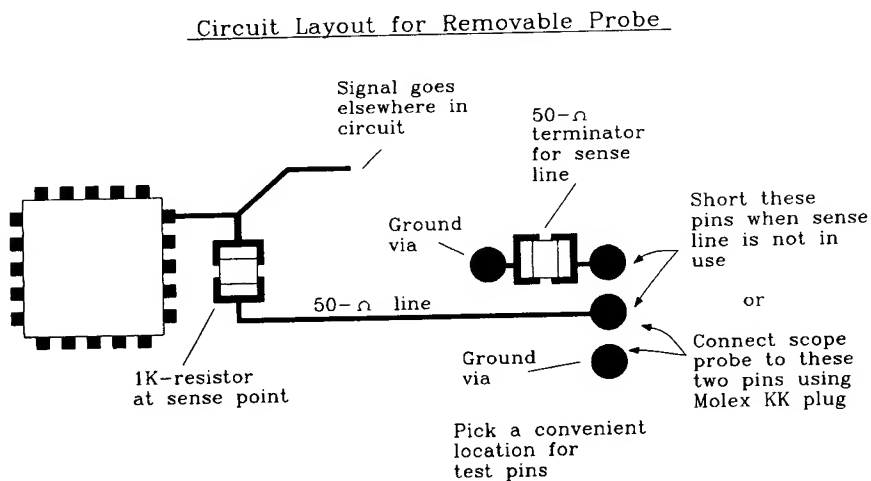 Circuit Layout for Removable Probe
Signal goes
elsewhere in
circuit
50-Ω
terminator
for sense
line
Ground
via
Short these
pins when sense
line is not in
use
or
50-Ω line
1K-resistor
at sense point
Ground
via
Connect scope
probe to these
two pins using
Molex KK plug
Pick a convenient
location for
test pins